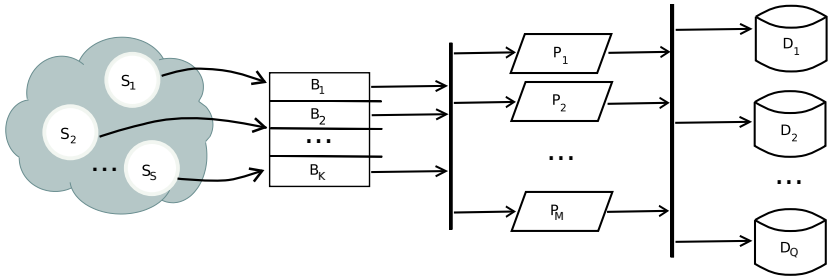 S1
S2
...
SS
B1
B2
...
BK
P1
P2
...
PM
D1
D2
...
DQ